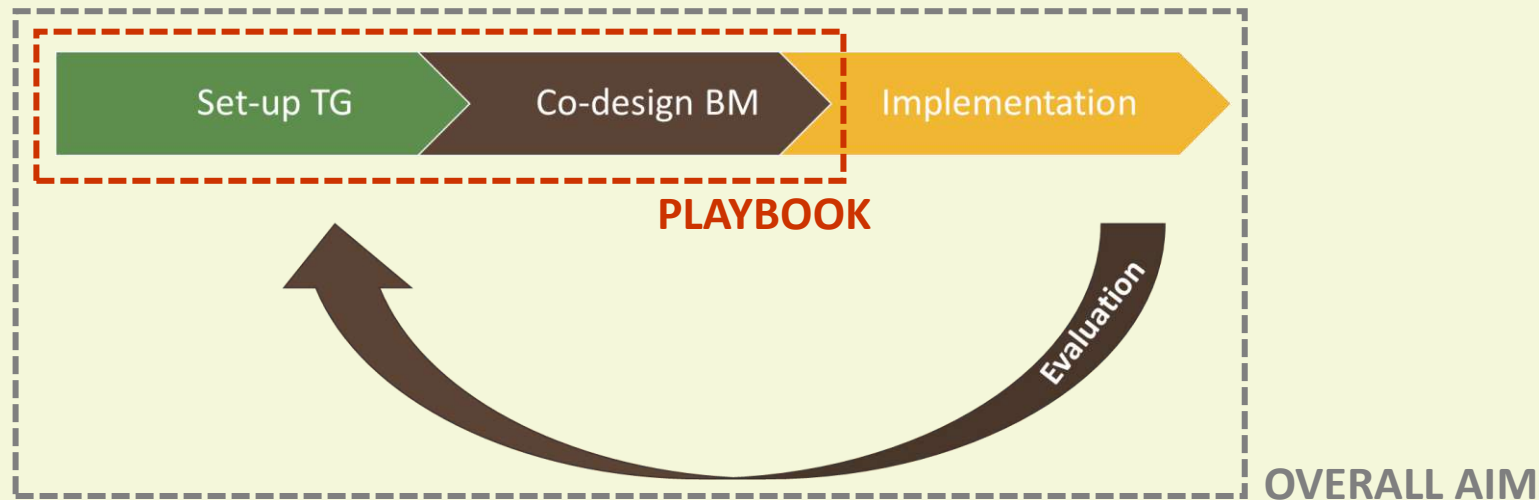 Set-up TG
Co-design BM
Implementation
PLAYBOOK
Evaluation
OVERALL AIM